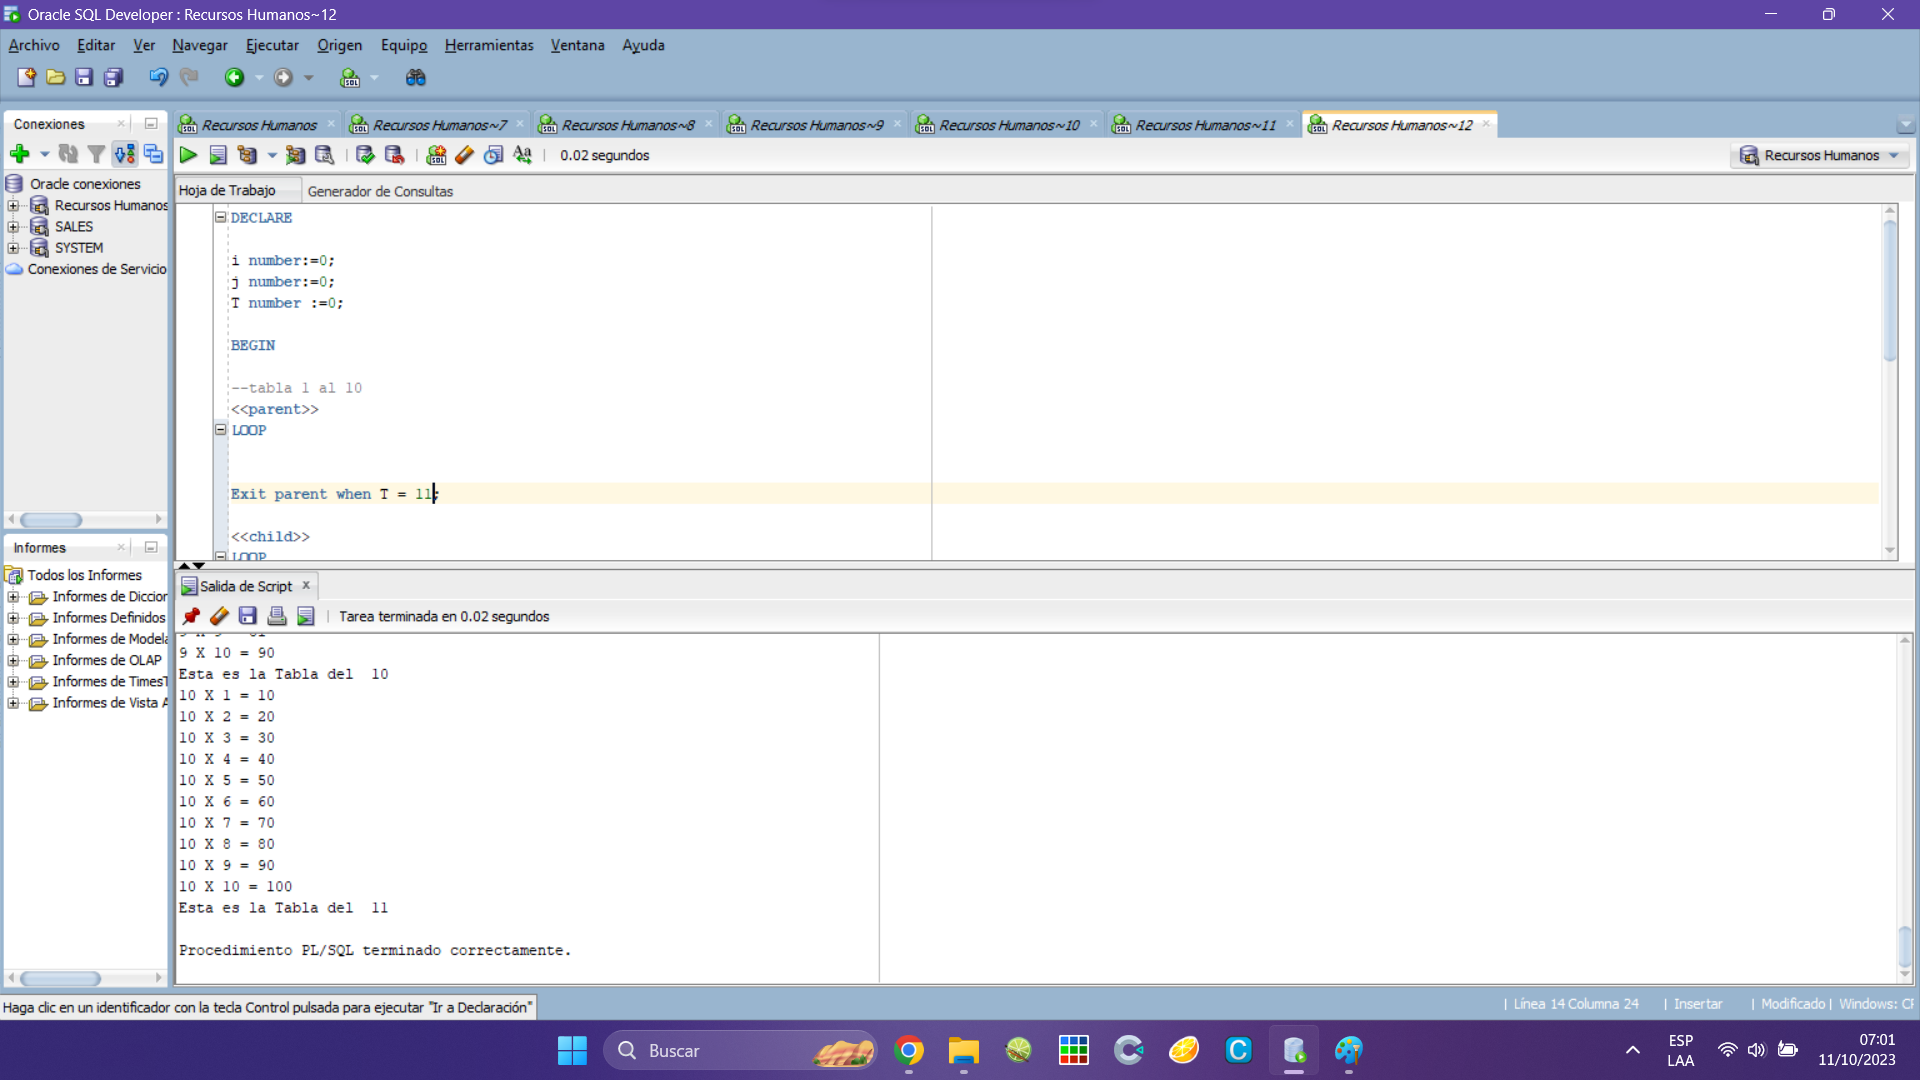 Oracle SQL Developer : Recursos Humanos~12
Archivo Editar Ver Navegar Ejecutar Origen Equipo Herramientas Ventana Ayuda
Conexiones
Recursos Humanos Recursos Humanos~7 Recursos Humanos~8 Recursos Humanos~9 Recursos Humanos~10 Recursos Humanos~11 Recursos Humanos~12
0.02 segundos
Recursos Humanos
Oracle conexiones
Recursos Humanos
SALES
SYSTEM
Conexiones de Servicio
Hoja de Trabajo Generador de Consultas
DECLARE
i number:=0;
j number:=0;
T number :=0;
BEGIN
--tabla 1 al 10
<<parent>>
LOOP
Exit parent when T = 11;
<<child>>
LOOP
Informes
Todos los Informes
Informes de Diccion
Informes Definidos
Informes de Modela
Informes de OLAP
Informes de TimesT
Informes de Vista A
Salida de Script
Tarea terminada en 0.02 segundos
9 X 10 = 90
Esta es la Tabla del  10
10 X 1 = 10
10 X 2 = 20
10 X 3 = 30
10 X 4 = 40
10 X 5 = 50
10 X 6 = 60
10 X 7 = 70
10 X 8 = 80
10 X 9 = 90
10 X 10 = 100
Esta es la Tabla del  11
Procedimiento PL/SQL terminado correctamente.
Haga clic en un identificador con la tecla Control pulsada para ejecutar "Ir a Declaración"
| Línea 14 Columna 24 | Insertar | Modificado | Windows: CF
Buscar
ESP
LAA
07:01
11/10/2023